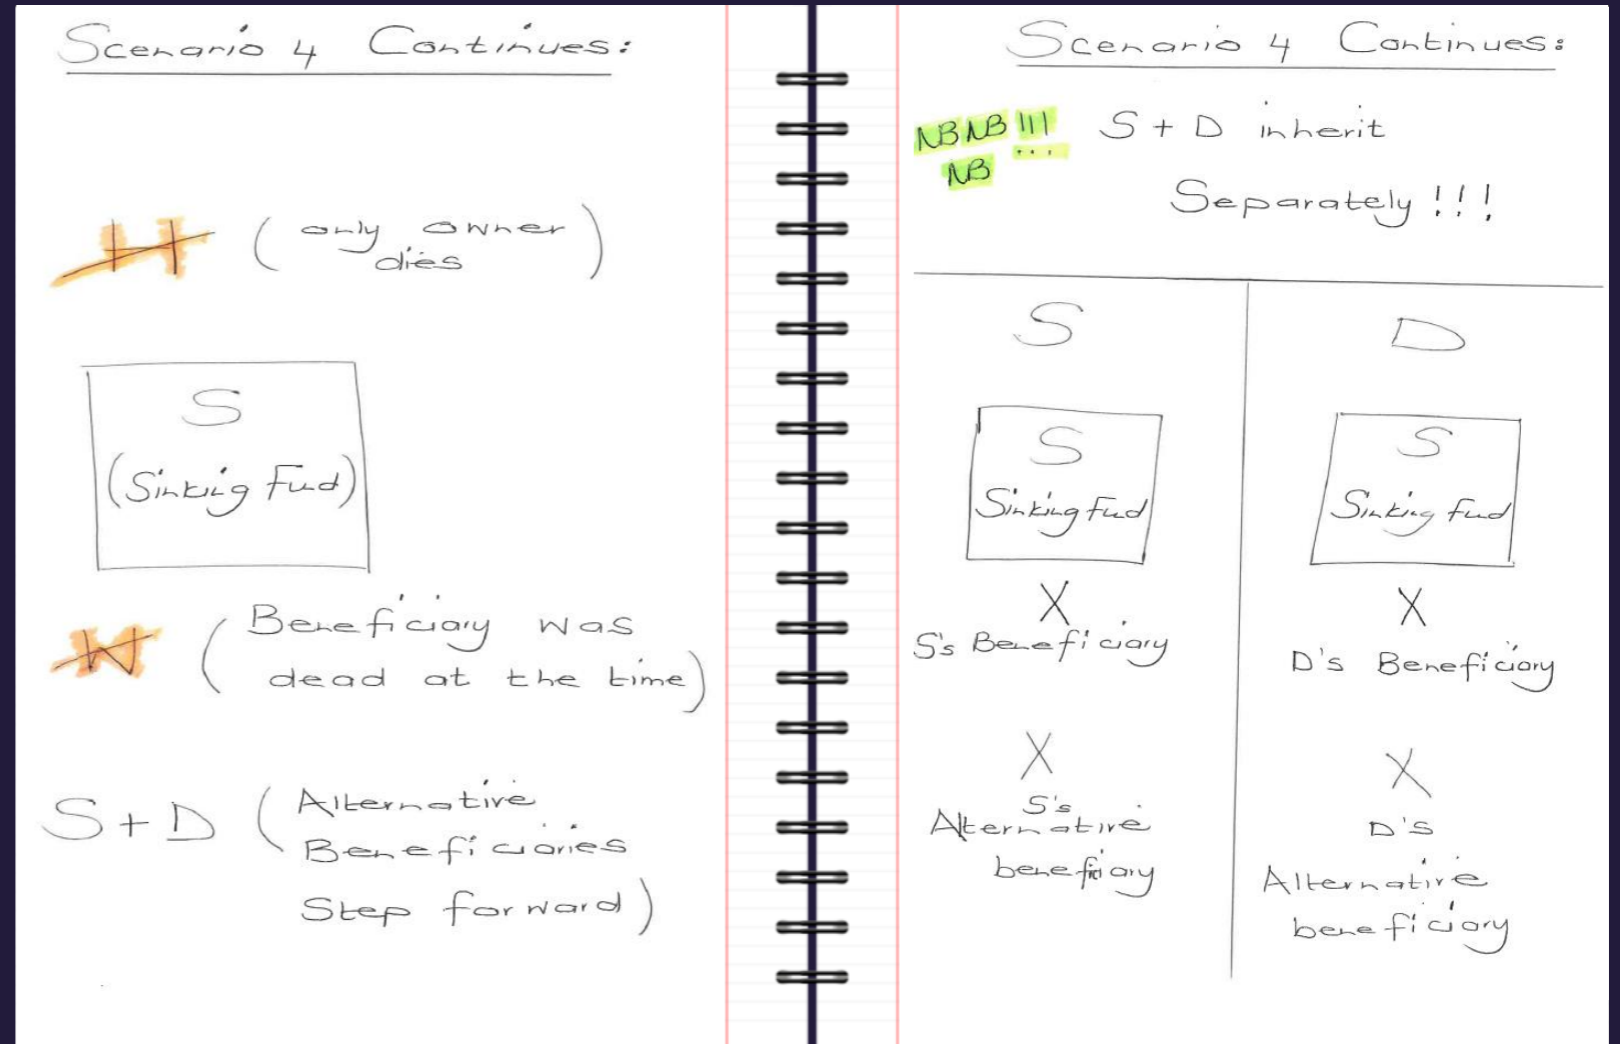 Scenario 4 Continues:
H (only owner
dies)
S
(Sinking Fund)
W (Beneficiary was
dead at the time)
S + D (Alternative
Beneficiaries
Step forward)
Scenario 4 Continues:
NB NB !!! S + D inherit
NB
Separately !!!
S
S
Sinking Fund
X
S's Beneficiary
X
S's
Alternative
beneficiary
D
S
Sinking Fund
X
D's Beneficiary
X
D's
Alternative
beneficiary